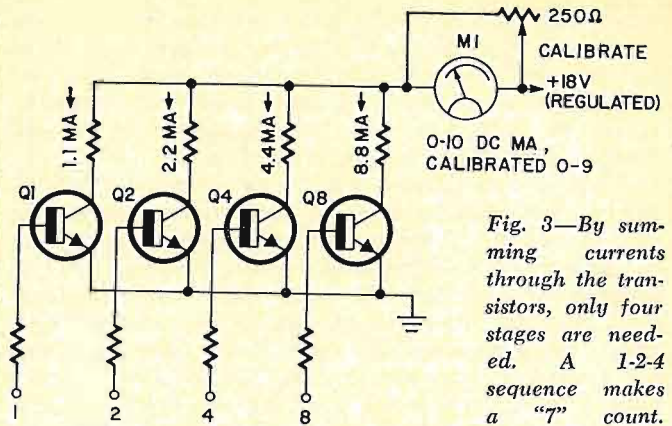 250Ω
M1
CALIBRATE
+18V
(REGULATED)
0-10 DC MA,
CALIBRATED 0-9
1.1 MA
2.2 MA
4.4 MA
8.8 MA
Q1
Q2
Q4
Q8
1
2
4
8
Fig. 3—By sum-
ming currents
through the tran-
sistors, only four
stages are need-
ed. A 1-2-4
sequence makes
a "7" count.